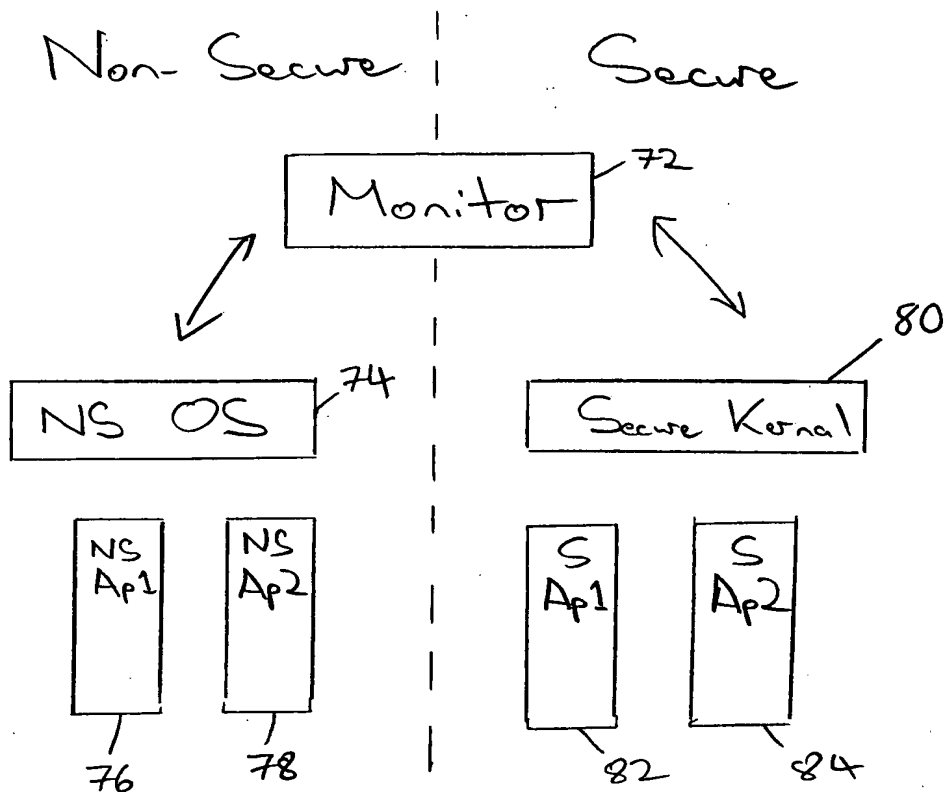 Non-Secure
Secure
Monitor
72
NS OS
74
Secure Kernal
80
NS
Ap1
NS
Ap2
S
Ap1
S
Ap2
76
78
82
84